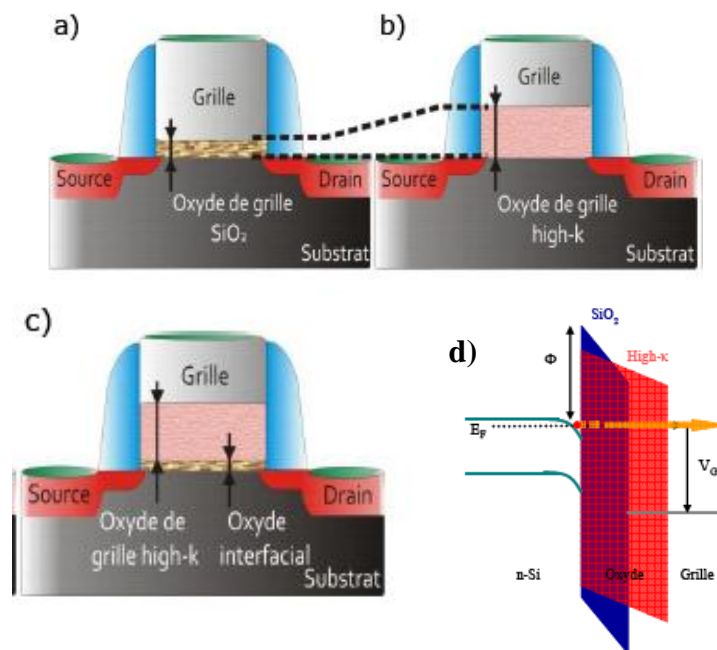 a)
Grille
Source
Drain
Oxyde de grille
SiO₂
Substrat
b)
Grille
Source
Drain
Oxyde de grille
high-k
Substrat
c)
Grille
Source
Drain
Oxyde de
grille high-k
Oxyde
interfacial
Substrat
d)
SiO₂
High-κ
Φ
E_F
V_G
n-Si
Oxyde
Grille